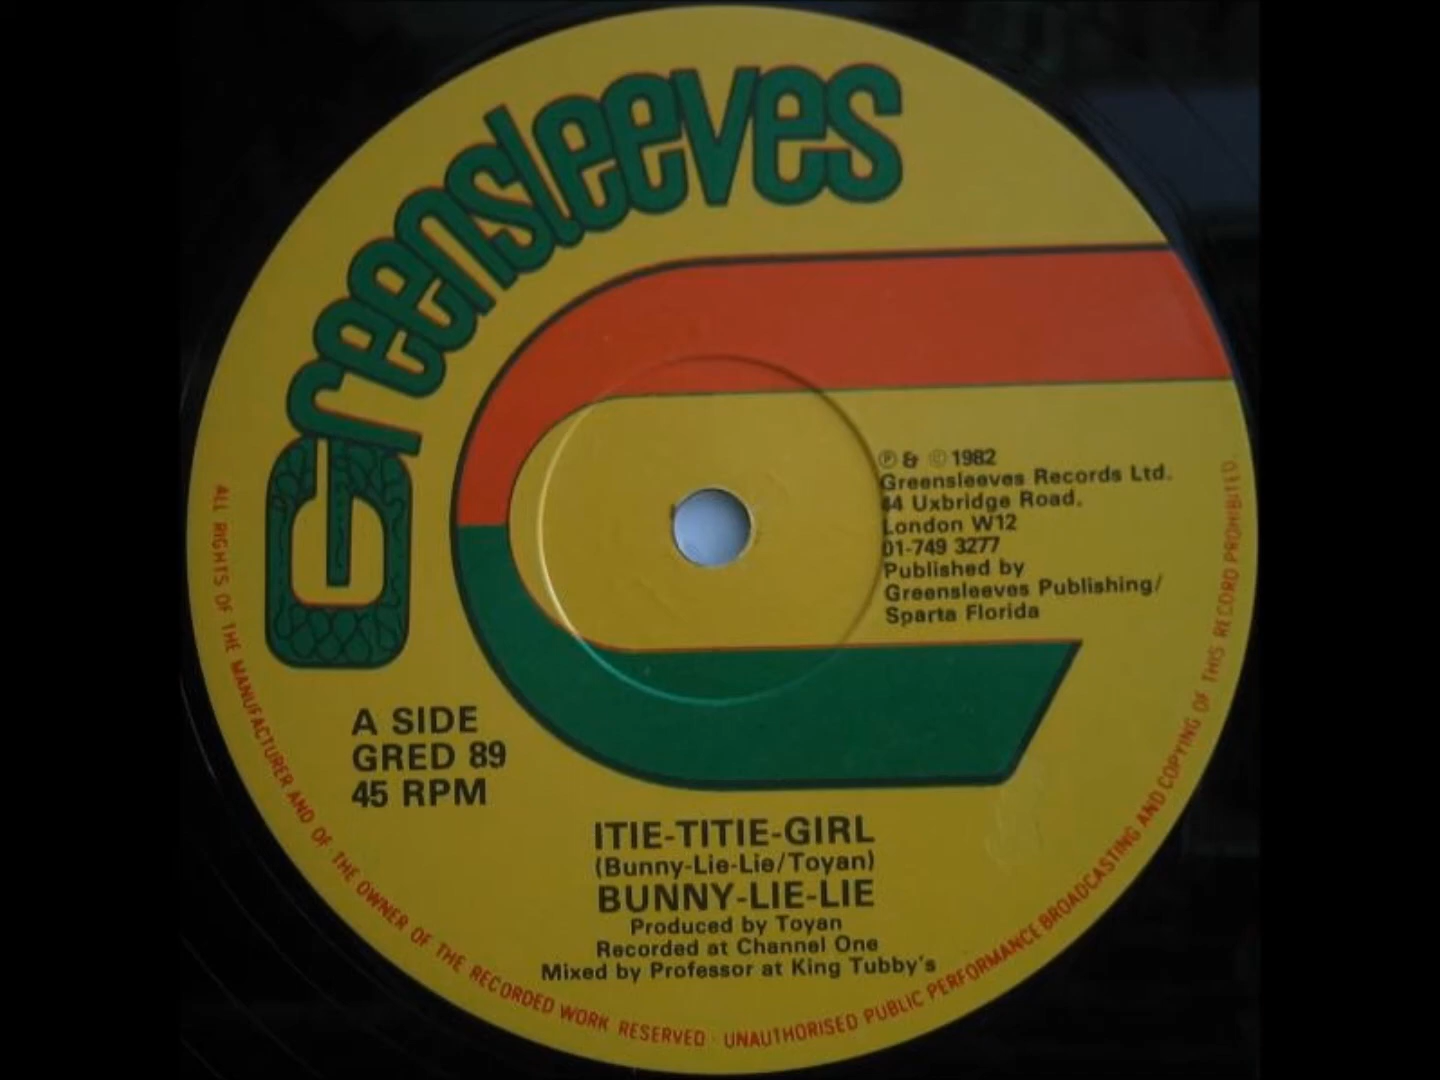 Greensleeves
℗ & © 1982
Greensleeves Records Ltd.
44 Uxbridge Road.
London W12
01-749 3277
Published by
Greensleeves Publishing/
Sparta Florida
A SIDE
GRED 89
45 RPM
ITIE-TITIE-GIRL
(Bunny-Lie-Lie/Toyan)
BUNNY-LIE-LIE
Produced by Toyan
Recorded at Channel One
Mixed by Professor at King Tubby's
ALL RIGHTS OF THE MANUFACTURER AND OF THE OWNER OF THE RECORDED WORK RESERVED · UNAUTHORISED PUBLIC PERFORMANCE BROADCASTING AND COPYING OF THIS RECORD PROHIBITED.